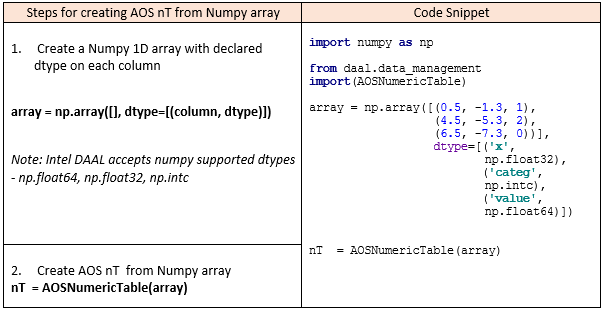 Steps for creating AOS nT from Numpy array
Code Snippet
1. Create a Numpy 1D array with declared
dtype on each column
array = np.array([], dtype=[(column, dtype)])
Note: Intel DAAL accepts numpy supported dtypes
- np.float64, np.float32, np.intc
2. Create AOS nT from Numpy array
nT = AOSNumericTable(array)
import numpy as np
from daal.data_management
import(AOSNumericTable)
array = np.array([(0.5, -1.3, 1),
(4.5, -5.3, 2),
(6.5, -7.3, 0))],
dtype=[('x',
np.float32),
('categ',
np.intc),
('value',
np.float64)])
nT = AOSNumericTable(array)